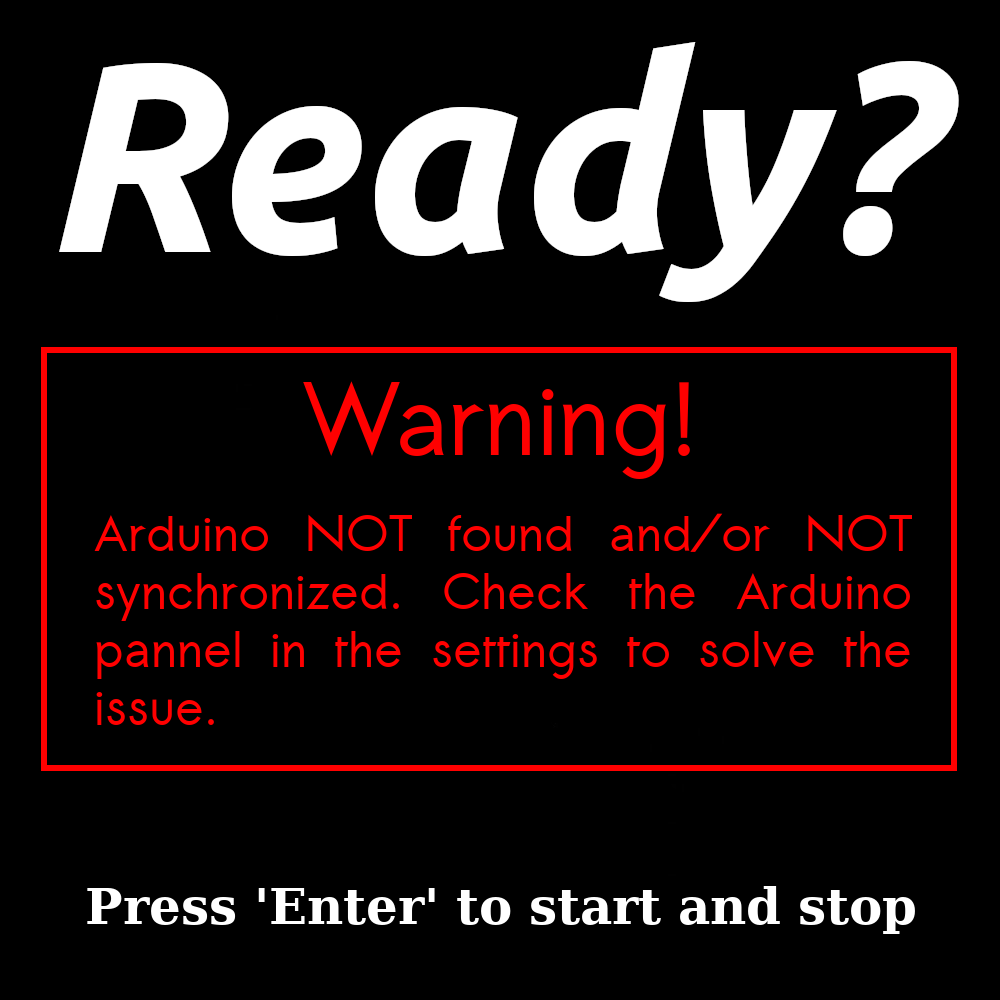 Ready?
Warning!
Arduino NOT found and/or NOT
synchronized. Check the Arduino
pannel in the settings to solve the
issue.
Press 'Enter' to start and stop